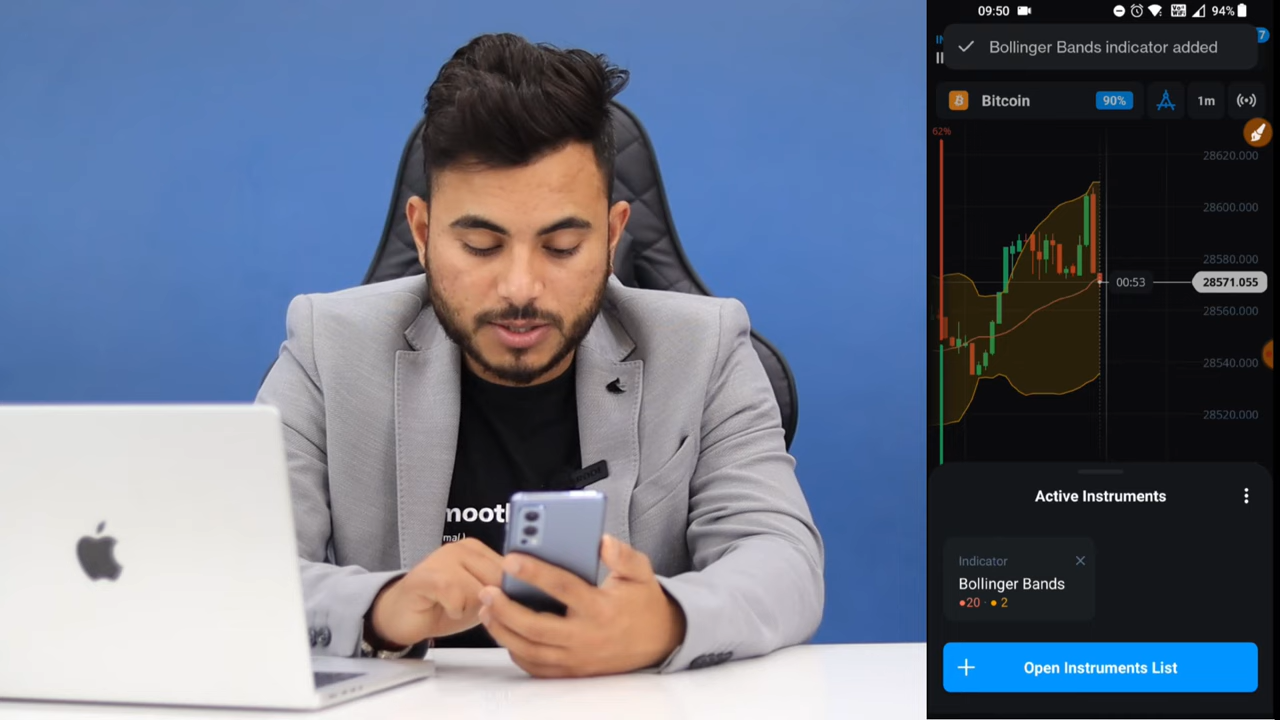 09:50
94%
Bollinger Bands indicator added
Bitcoin
90%
1m
62%
28620.000
28600.000
28580.000
00:53
28571.055
28560.000
28540.000
28520.000
Active Instruments
Indicator
Bollinger Bands
20 · 2
Open Instruments List